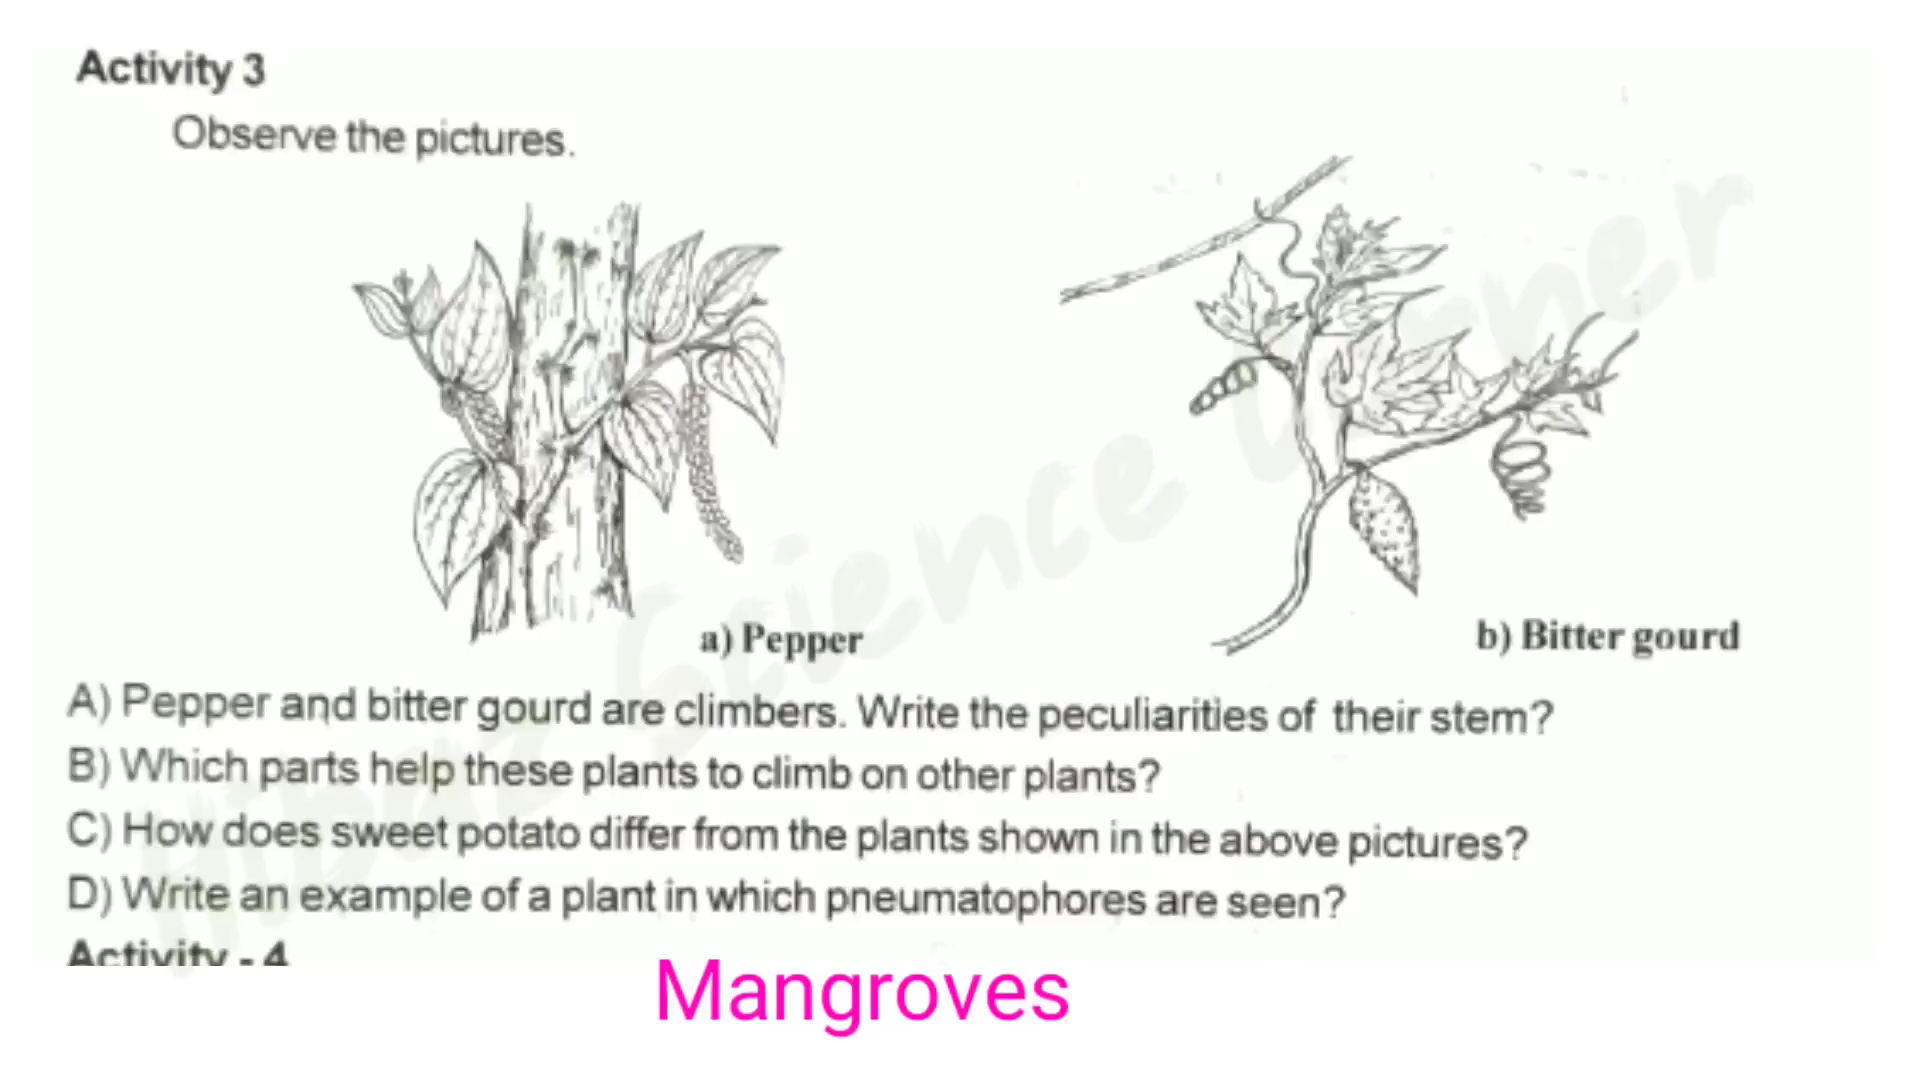 Activity 3
Observe the pictures.
a) Pepper
b) Bitter gourd
A) Pepper and bitter gourd are climbers. Write the peculiarities of their stem?
B) Which parts help these plants to climb on other plants?
C) How does sweet potato differ from the plants shown in the above pictures?
D) Write an example of a plant in which pneumatophores are seen?
Activity - 4
Mangroves